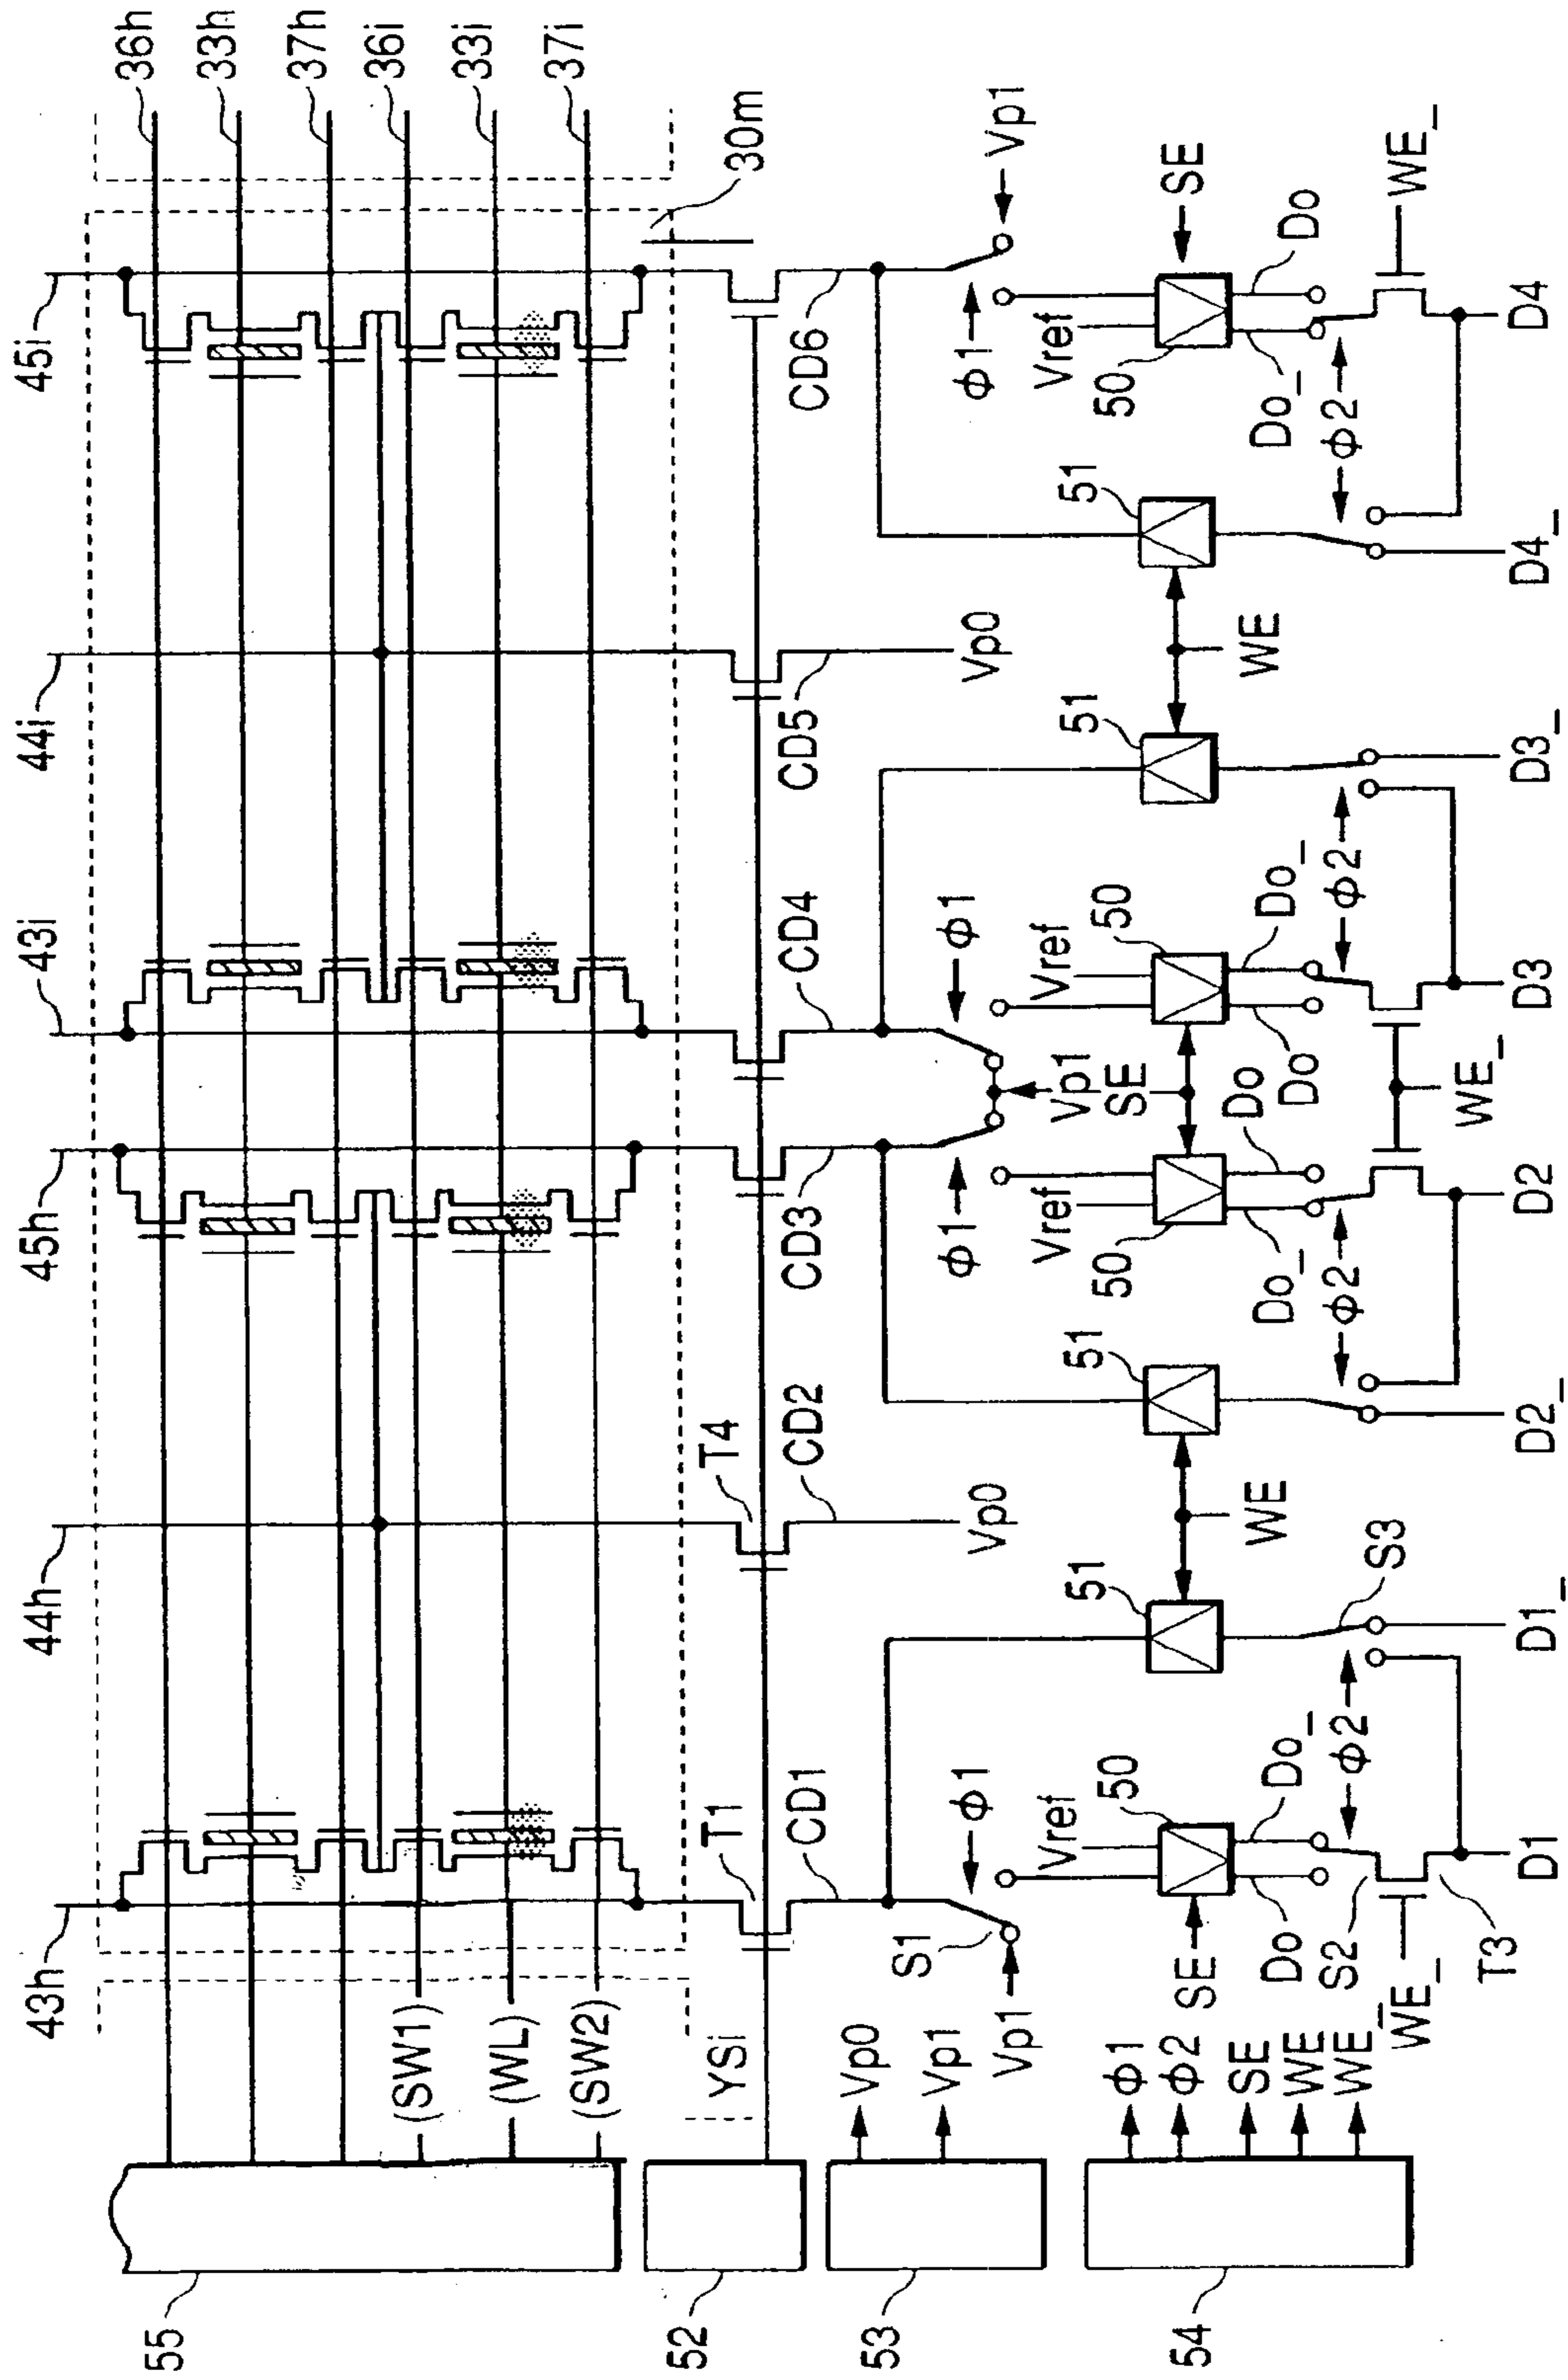 43h
44h
45h
43i
44i
45i
36h
33h
37h
36i
33i
37i
30m
(SW1)
(WL)
(SW2)
55
YSi
T1
T4
52
CD1
CD2
CD3
CD4
CD5
CD6
Vp0
Vp1
53
S1
Vp1
ϕ1
Vp0
ϕ1
Vp1
ϕ1
Vp0
ϕ1
Vp1
Vref
50
51
51
Vref
50
Vref
50
51
51
Vref
50
SE
WE
SE
WE
SE
ϕ1
ϕ2
SE
WE
WE_
54
Do
Do_
Do_
Do
Do
Do_
Do_
Do
S2
ϕ2
S3
ϕ2
ϕ2
ϕ2
WE_
T3
WE_
WE_
D1
D1_
D2_
D2
D3
D3_
D4_
D4